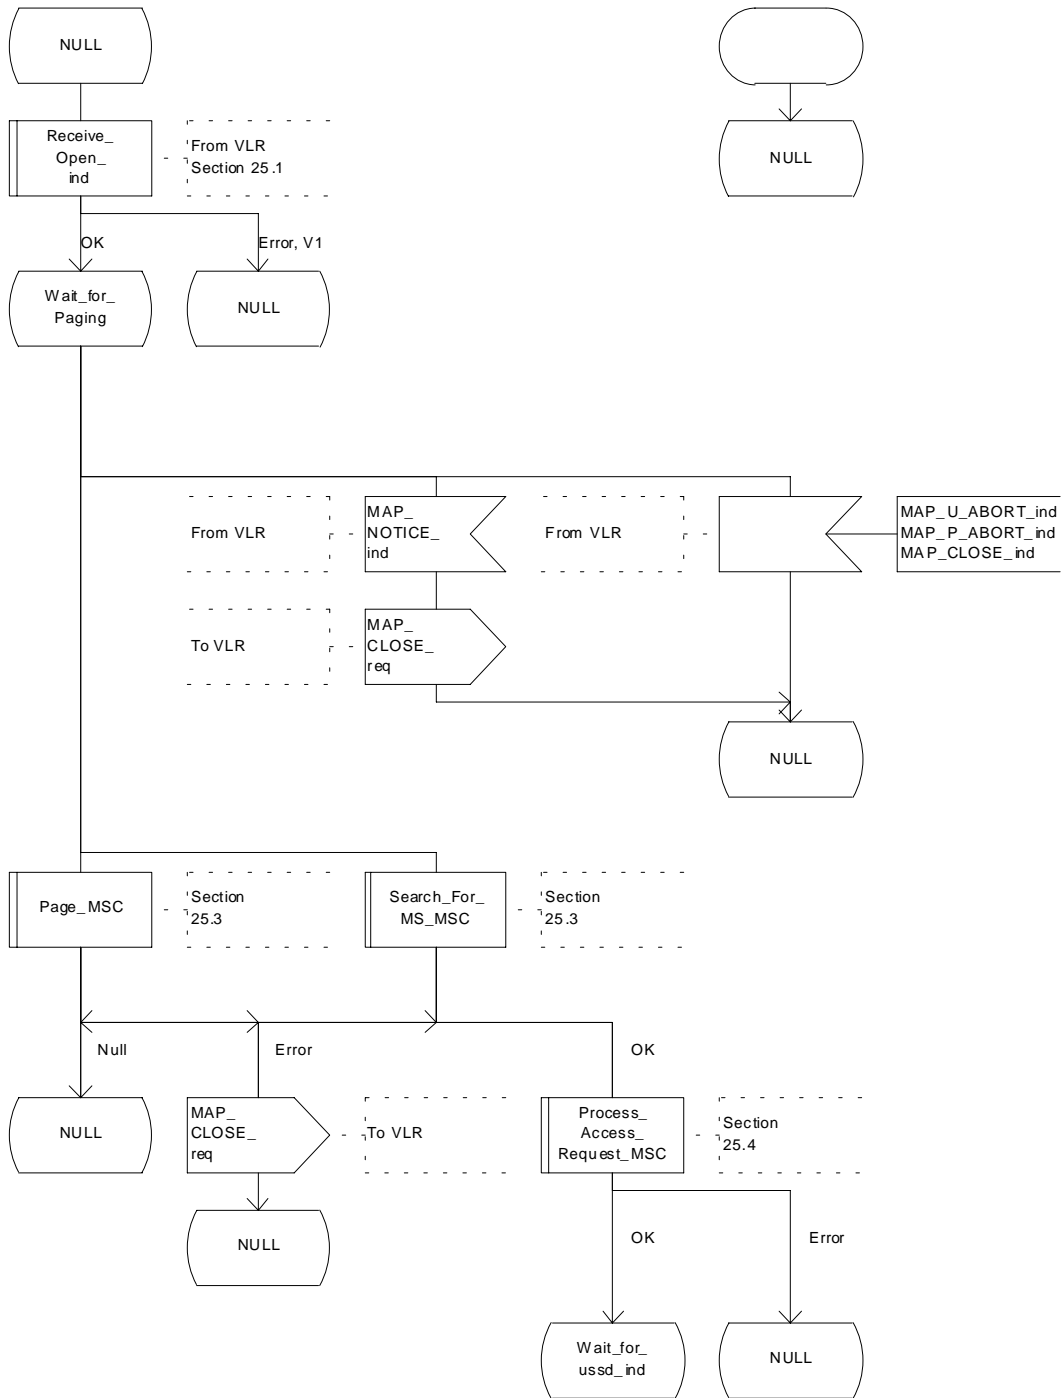 NULL
Receive_
Open_
ind
From VLR
Section 25.1
NULL
OK
Error, V1
Wait_for_
Paging
NULL
From VLR
MAP_
NOTICE_
ind
From VLR
MAP_U_ABORT_ind
MAP_P_ABORT_ind
MAP_CLOSE_ind
To VLR
MAP_
CLOSE_
req
NULL
Page_MSC
Section
25.3
Search_For_
MS_MSC
Section
25.3
Null
Error
OK
NULL
MAP_
CLOSE_
req
To VLR
Process_
Access_
Request_MSC
Section
25.4
NULL
OK
Error
Wait_for_
ussd_ind
NULL